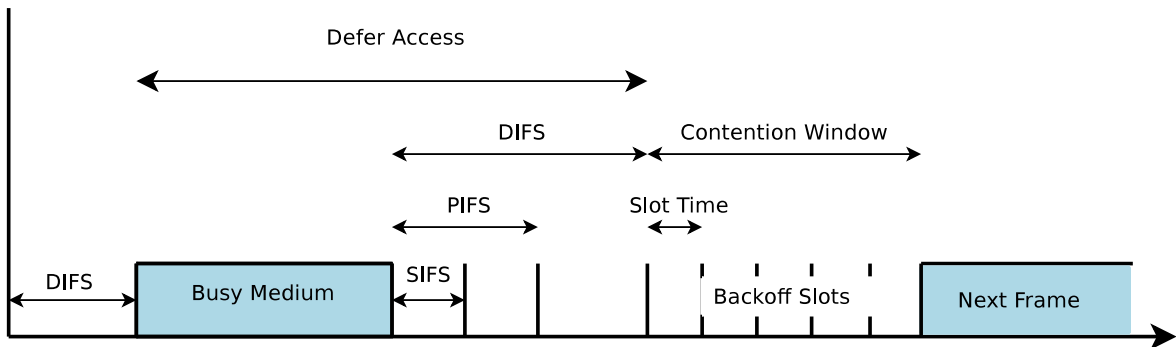 Defer Access
DIFS
Contention Window
PIFS
Slot Time
DIFS
Busy Medium
SIFS
Backoff Slots
Next Frame